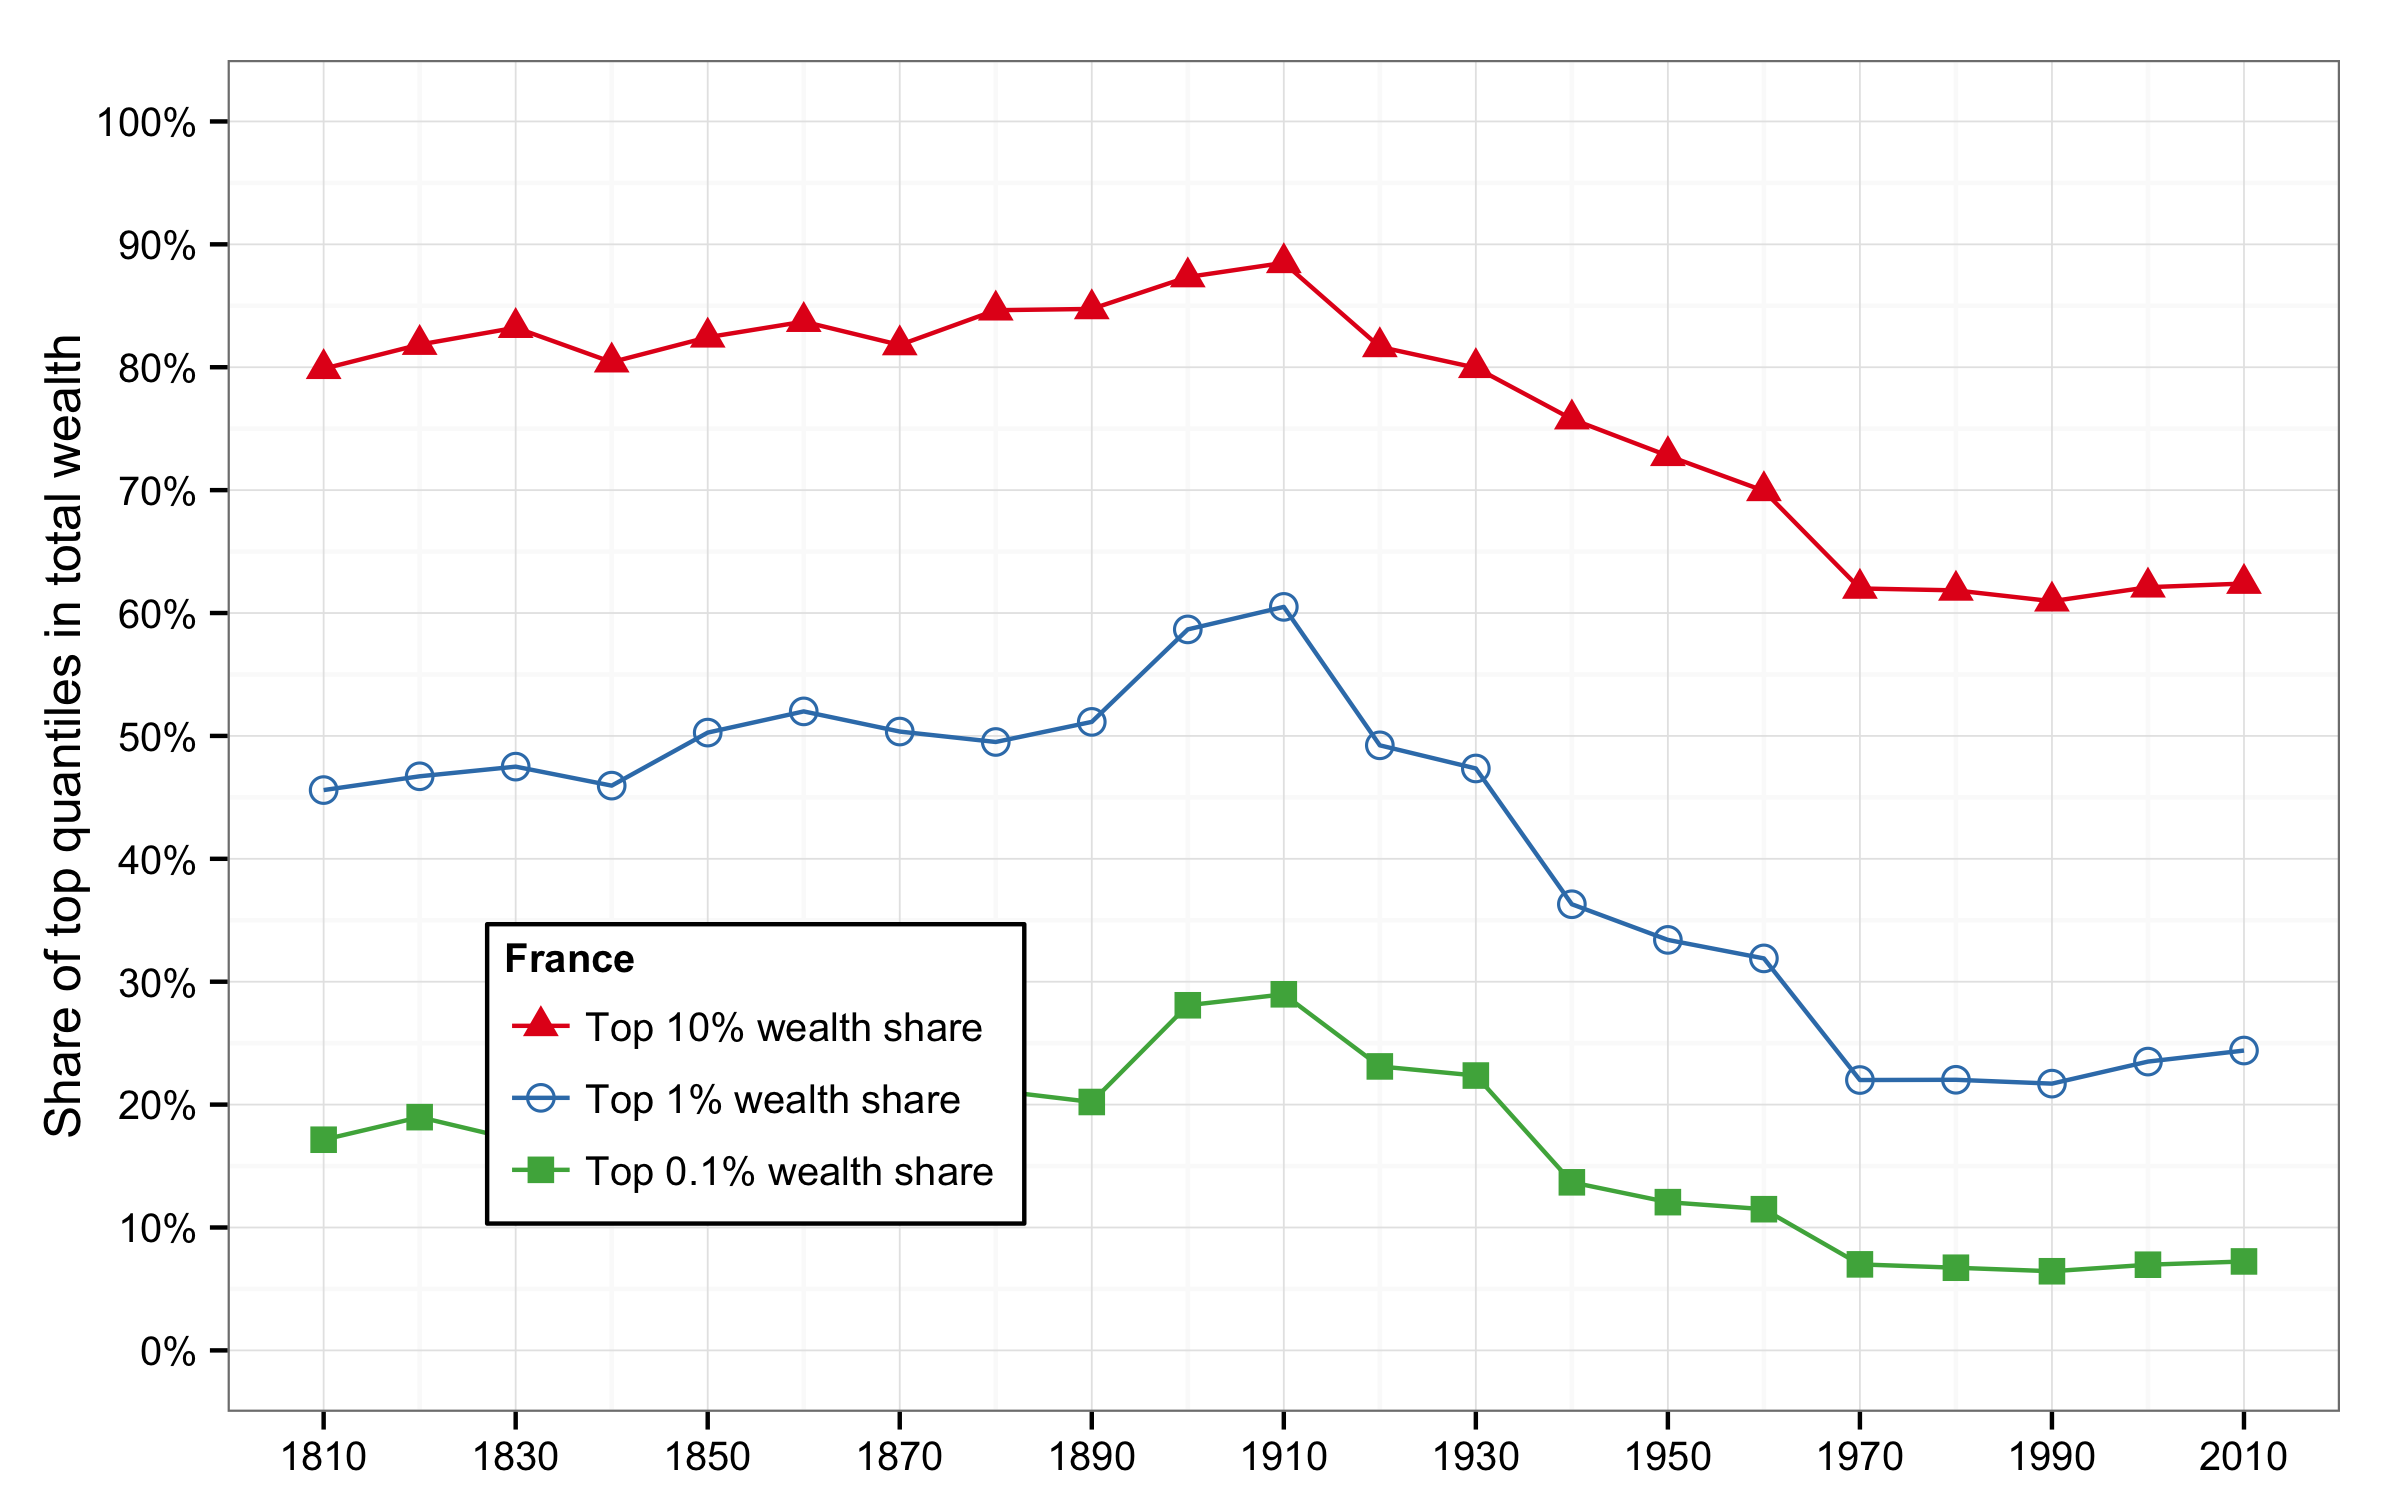 Share of top quantiles in total wealth
100%
90%
80%
70%
60%
50%
40%
30%
20%
10%
0%
France
Top 10% wealth share
Top 1% wealth share
Top 0.1% wealth share
1810 1830 1850 1870 1890 1910 1930 1950 1970 1990 2010